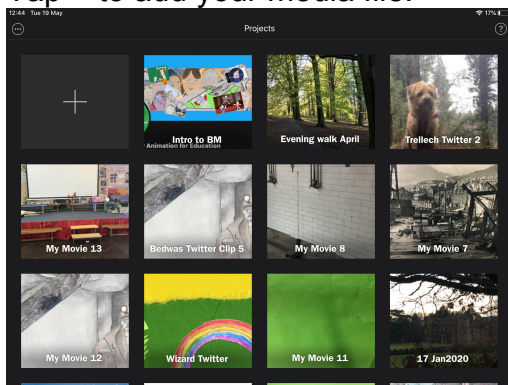 12:44 Tue 19 May
17%
Projects
Intro to BM
Animation for Education
Evening walk April
Trellech Twitter 2
My Movie 13
Bedwas Twitter Clip 5
My Movie 8
My Movie 7
My Movie 12
Wizard Twitter
My Movie 11
17 Jan2020